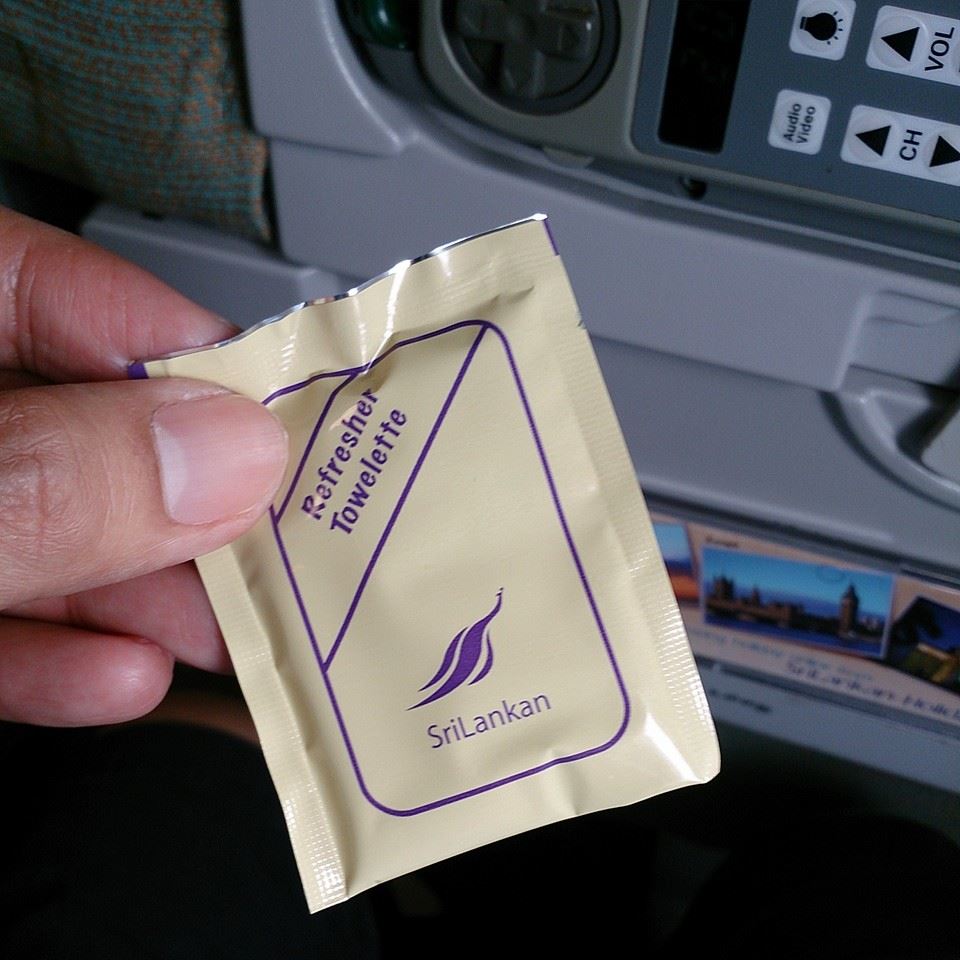 Refresher
Towelette
SriLankan
Audio
Video
VOL
CH